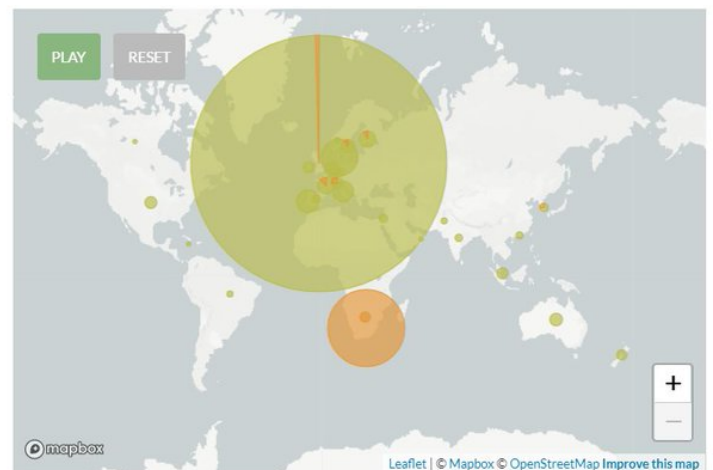 PLAY RESET
+
−
mapbox
Leaflet | © Mapbox © OpenStreetMap Improve this map